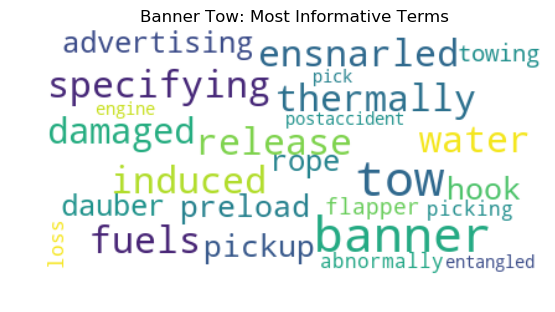 Banner Tow: Most Informative Terms
advertising
ensnarled
towing
specifying
pick
thermally
engine
postaccident
damaged
release
water
rope
induced
tow
hook
dauber
preload
flapper
picking
loss
fuels
pickup
banner
abnormally
entangled